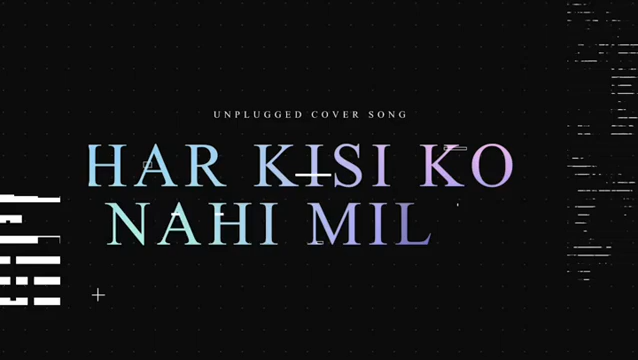 UNPLUGGED COVER SONG
HAR KISI KO
NAHI MIL